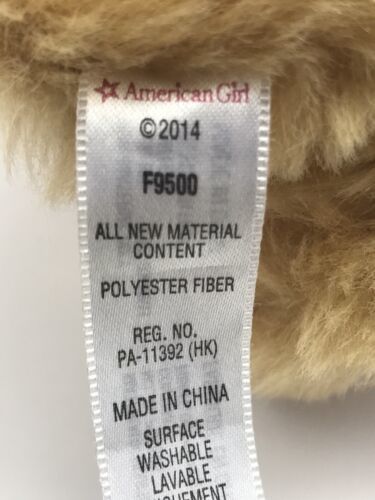 American Girl
©2014
F9500
ALL NEW MATERIAL
CONTENT
POLYESTER FIBER
REG. NO.
PA-11392 (HK)
MADE IN CHINA
SURFACE
WASHABLE
LAVABLE